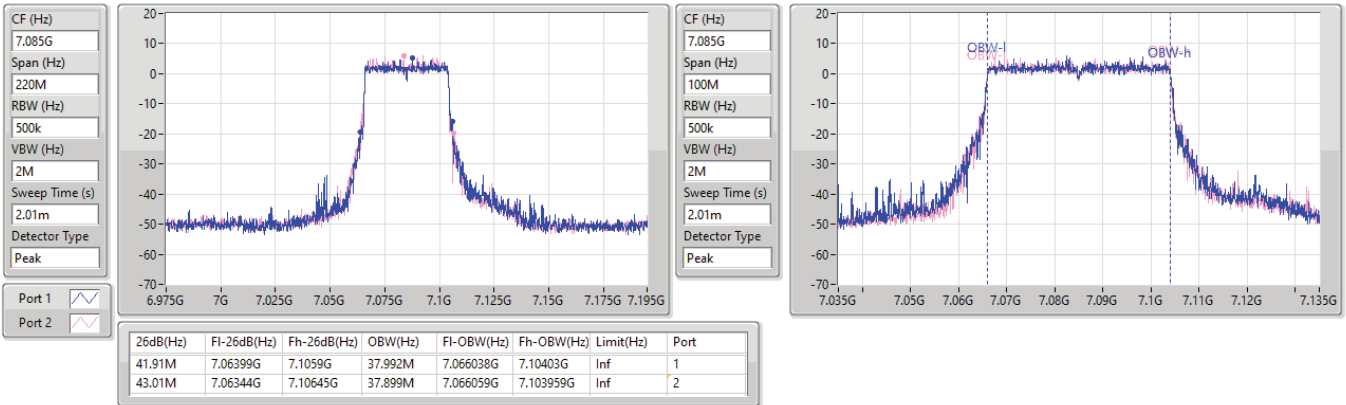 CF (Hz)
7.085G
Span (Hz)
220M
RBW (Hz)
500k
VBW (Hz)
2M
Sweep Time (s)
2.01m
Detector Type
Peak
Port 1
Port 2
20
10
0
-10
-20
-30
-40
-50
-60
-70
6.975G 7G 7.025G 7.05G 7.075G 7.1G 7.125G 7.15G 7.175G 7.195G
CF (Hz)
7.085G
Span (Hz)
100M
RBW (Hz)
500k
VBW (Hz)
2M
Sweep Time (s)
2.01m
Detector Type
Peak
20
10
0
-10
-20
-30
-40
-50
-60
-70
OBW-l
OBW-h
7.035G 7.05G 7.06G 7.07G 7.08G 7.09G 7.1G 7.11G 7.12G 7.135G
26dB(Hz) Fl-26dB(Hz) Fh-26dB(Hz) OBW(Hz) Fl-OBW(Hz) Fh-OBW(Hz) Limit(Hz) Port
41.91M 7.06399G 7.1059G 37.992M 7.066038G 7.10403G Inf 1
43.01M 7.06344G 7.10645G 37.899M 7.066059G 7.103959G Inf 2